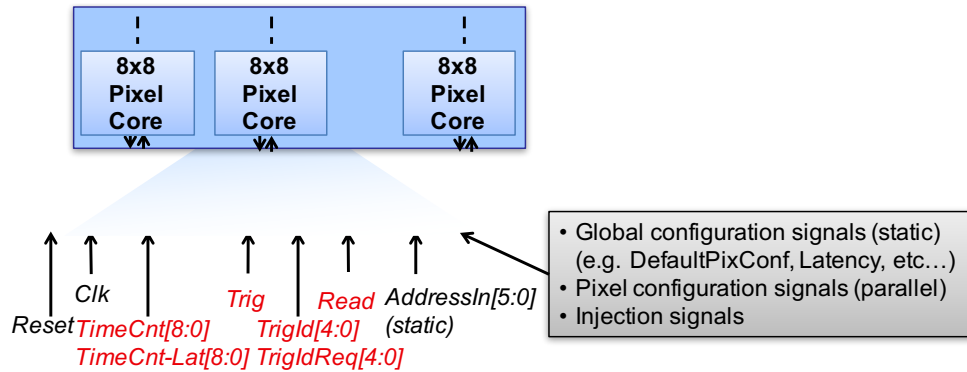 8x8
Pixel
Core
8x8
Pixel
Core
8x8
Pixel
Core
Reset
Clk
TimeCnt[8:0]
TimeCnt-Lat[8:0]
Trig
TrigId[4:0]
TrigIdReq[4:0]
Read
AddressIn[5:0]
(static)
• Global configuration signals (static)
(e.g. DefaultPixConf, Latency, etc…)
• Pixel configuration signals (parallel)
• Injection signals